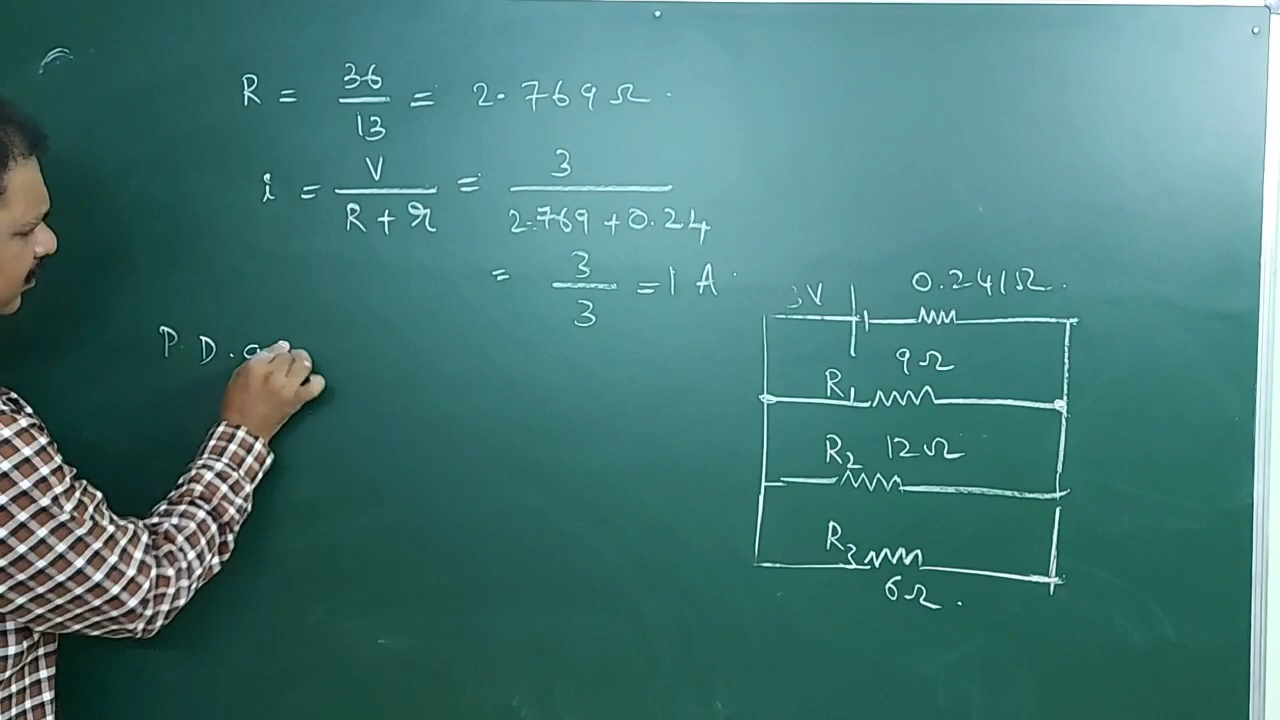 R = 36/13 = 2.769 Ω.
i = V/R + r = 3/2.769 + 0.24
= 3/3 = 1 A.
P. D. a
3V 0.241Ω.
9Ω
R1
R2 12Ω
R3
6Ω.